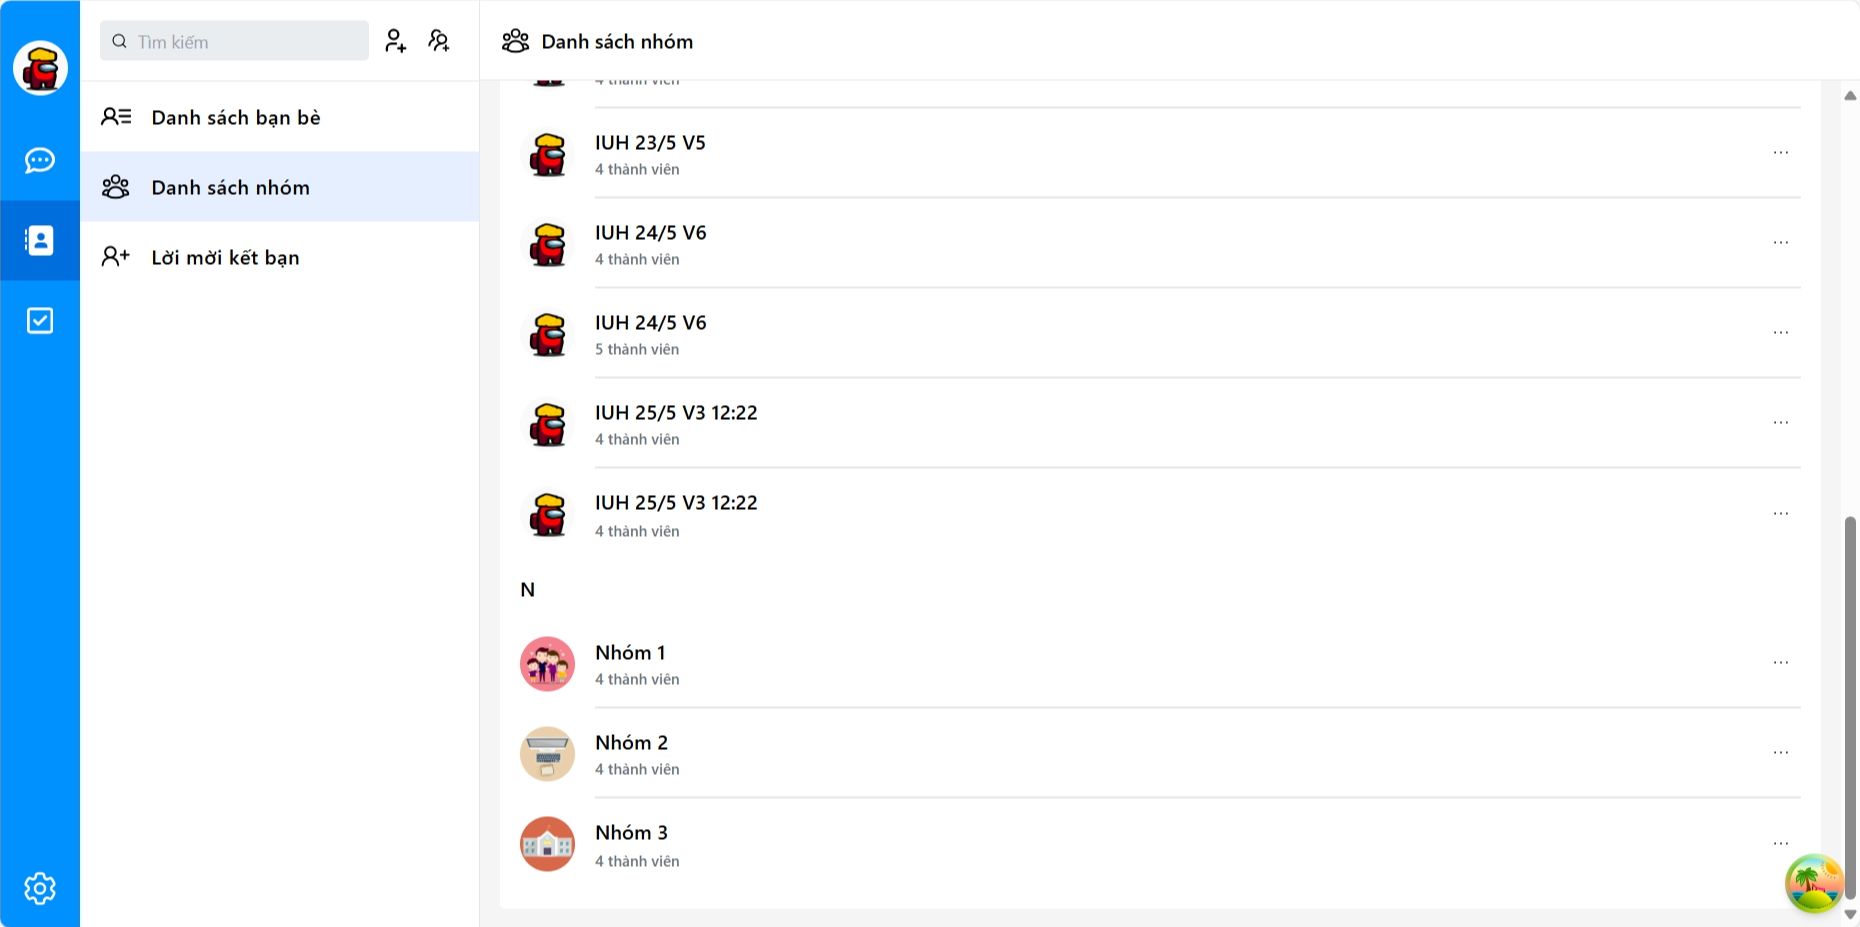 Tìm kiếm
Danh sách bạn bè
Danh sách nhóm
Lời mời kết bạn
Danh sách nhóm
4 thành viên
IUH 23/5 V5
4 thành viên
...
IUH 24/5 V6
4 thành viên
...
IUH 24/5 V6
5 thành viên
...
IUH 25/5 V3 12:22
4 thành viên
...
IUH 25/5 V3 12:22
4 thành viên
...
N
Nhóm 1
4 thành viên
...
Nhóm 2
4 thành viên
...
Nhóm 3
4 thành viên
...